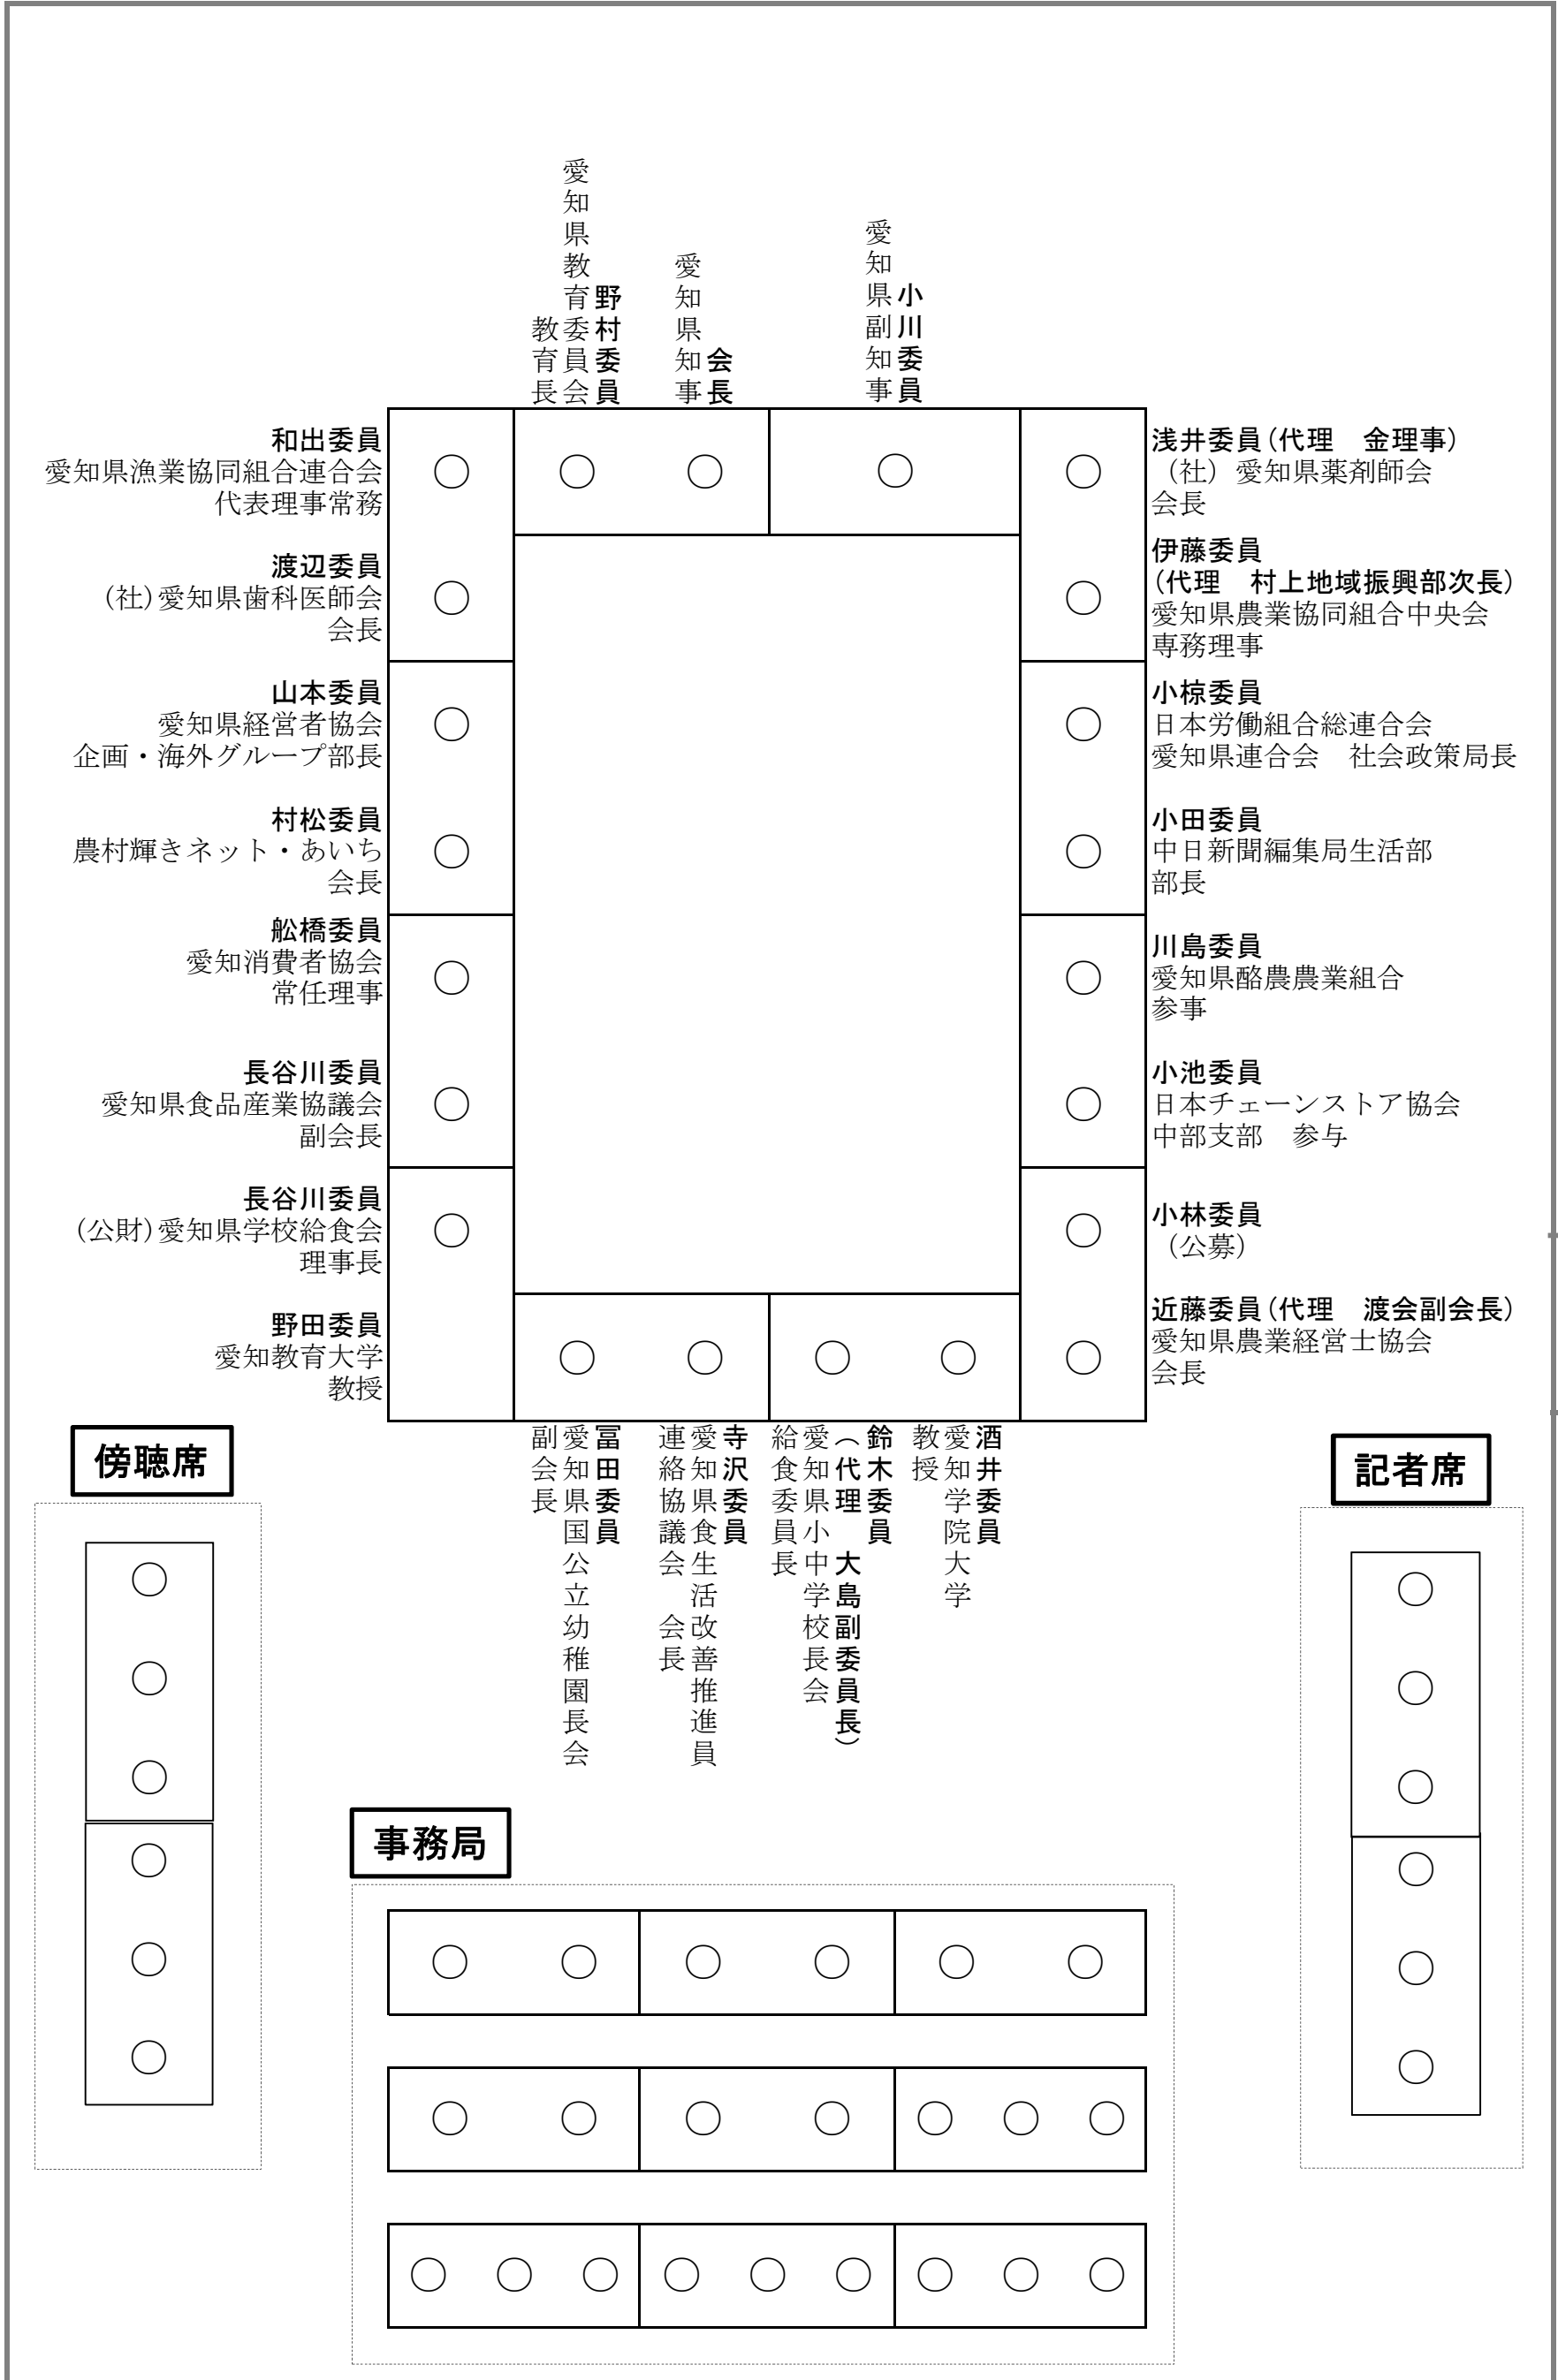 野村委員
愛知県教育委員会
教育長
会長
愛知県知事
小川委員
愛知県副知事
和出委員
愛知県漁業協同組合連合会
代表理事常務
渡辺委員
(社)愛知県歯科医師会
会長
山本委員
愛知県経営者協会
企画・海外グループ部長
村松委員
農村輝きネット・あいち
会長
舩橋委員
愛知消費者協会
常任理事
長谷川委員
愛知県食品産業協議会
副会長
長谷川委員
(公財)愛知県学校給食会
理事長
野田委員
愛知教育大学
教授
浅井委員(代理　金理事)
（社）愛知県薬剤師会
会長
伊藤委員
(代理　村上地域振興部次長)
愛知県農業協同組合中央会
専務理事
小椋委員
日本労働組合総連合会
愛知県連合会　社会政策局長
小田委員
中日新聞編集局生活部
部長
川島委員
愛知県酪農農業組合
参事
小池委員
日本チェーンストア協会
中部支部　参与
小林委員
（公募）
近藤委員(代理　渡会副会長)
愛知県農業経営士協会
会長
冨田委員
愛知県国公立幼稚園長会
副会長
寺沢委員
愛知県食生活改善推進員
連絡協議会　会長
鈴木委員
（代理　大島副委員長）
愛知県小中学校長会
給食委員長
酒井委員
愛知学院大学
教授
傍聴席
記者席
事務局